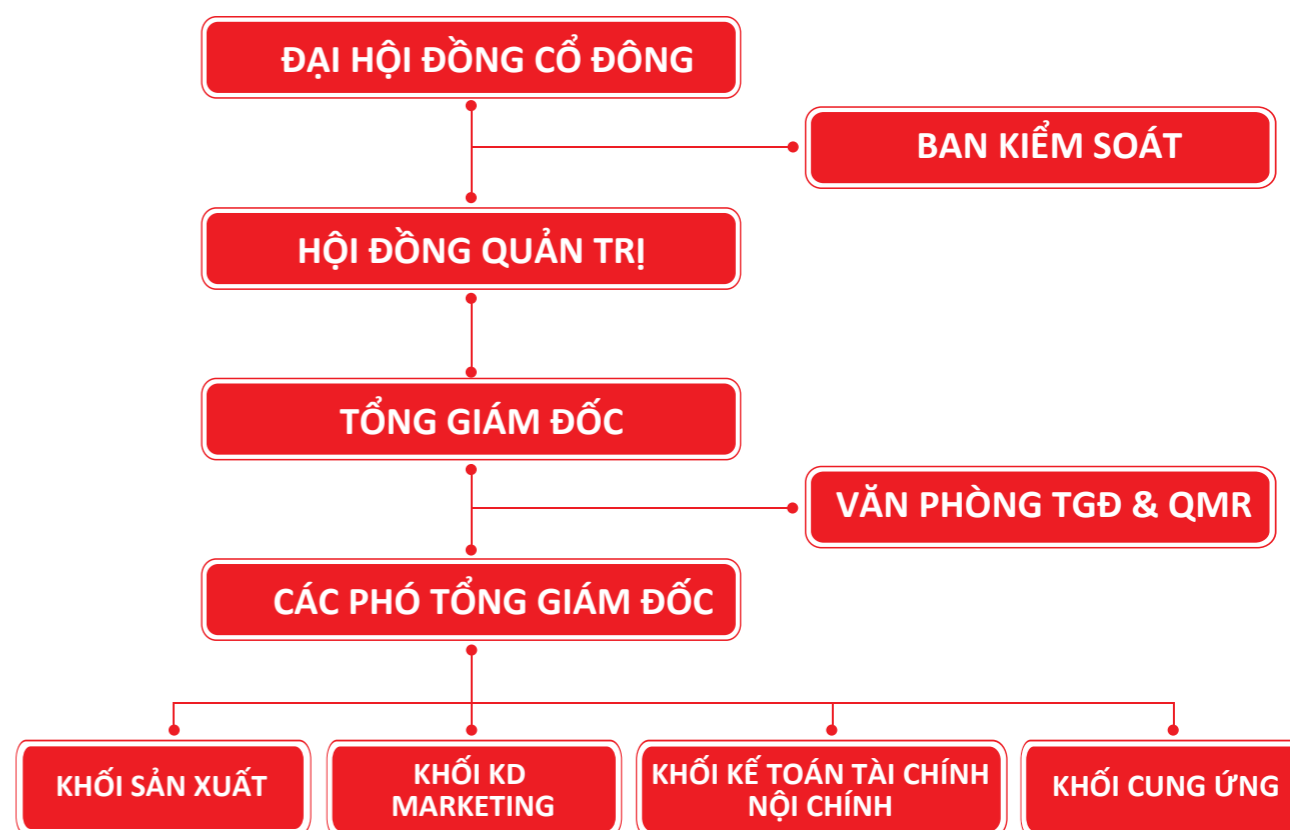 ĐẠI HỘI ĐỒNG CỔ ĐÔNG
BAN KIỂM SOÁT
HỘI ĐỒNG QUẢN TRỊ
TỔNG GIÁM ĐỐC
VĂN PHÒNG TGĐ & QMR
CÁC PHÓ TỔNG GIÁM ĐỐC
KHỐI SẢN XUẤT
KHỐI KD
MARKETING
KHỐI KẾ TOÁN TÀI CHÍNH
NỘI CHÍNH
KHỐI CUNG ỨNG